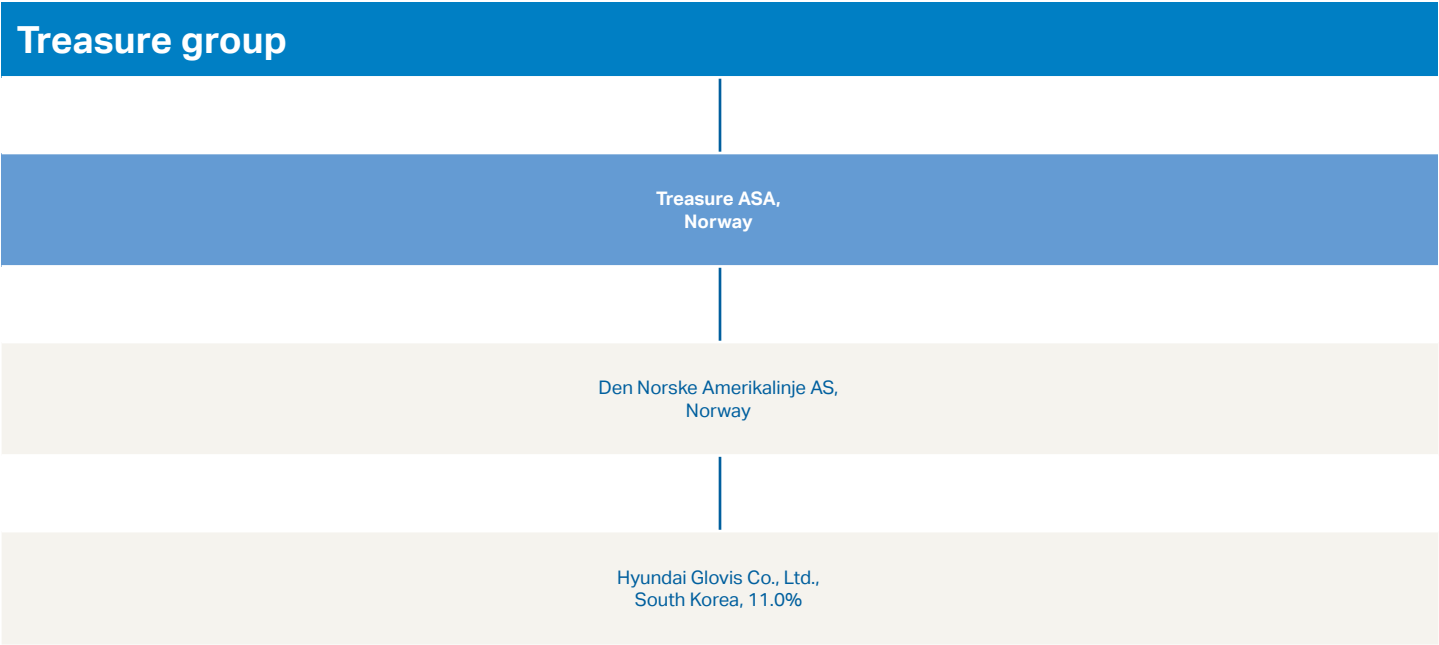 Treasure group
Treasure ASA,
Norway
Den Norske Amerikalinje AS,
Norway
Hyundai Glovis Co., Ltd.,
South Korea, 11.0%